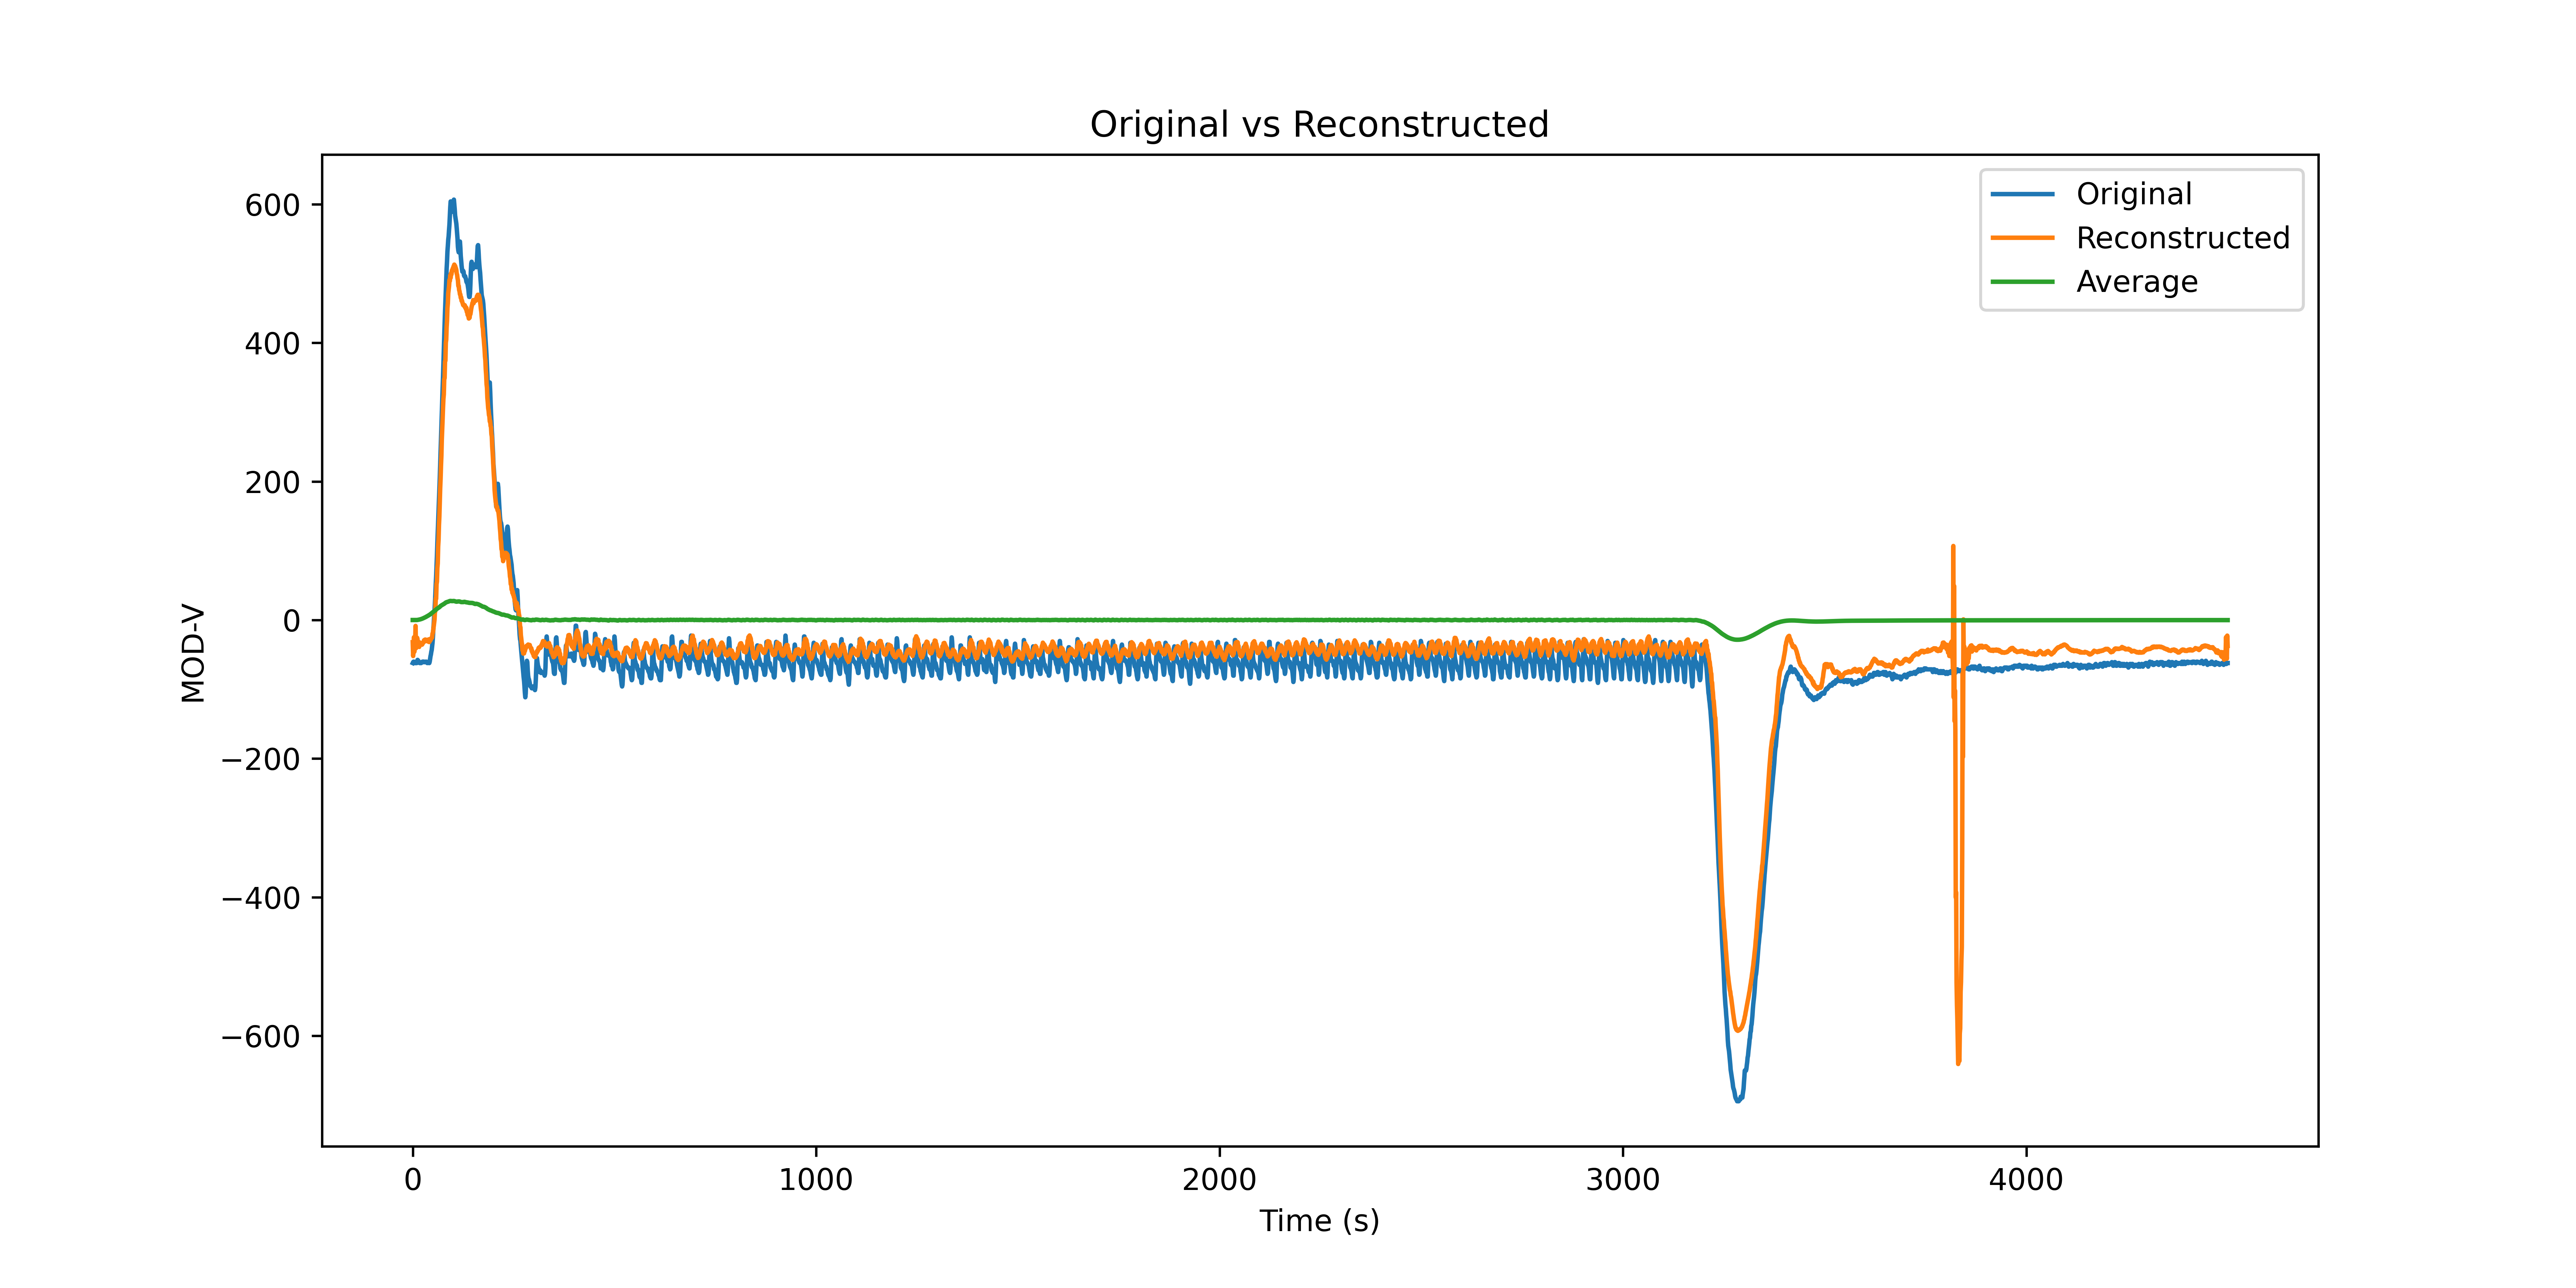 Original vs Reconstructed
Original
Reconstructed
Average
MOD-V
600
400
200
0
−200
−400
−600
0
1000
2000
3000
4000
Time (s)